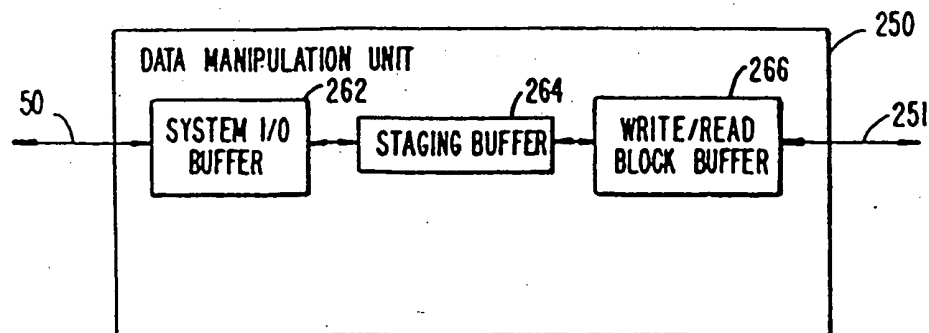 250
DATA MANIPULATION UNIT
50
262
264
266
251
SYSTEM I/O
BUFFER
STAGING BUFFER
WRITE/READ
BLOCK BUFFER